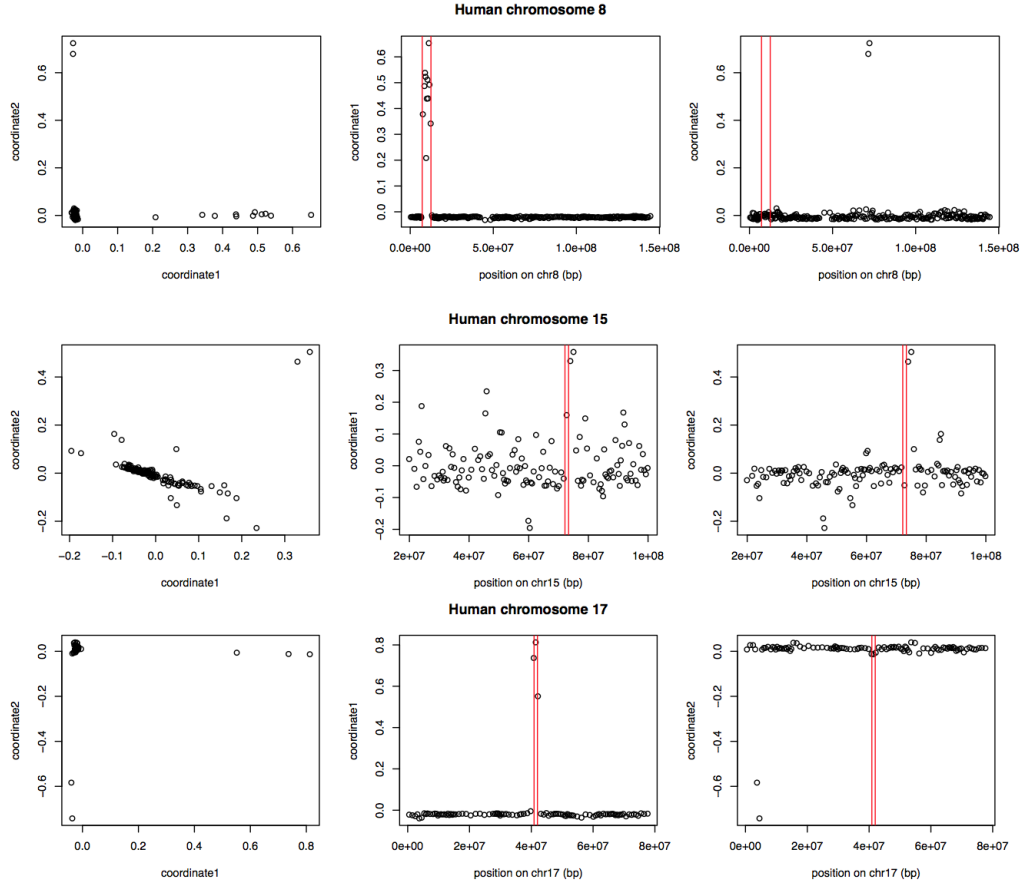 Human chromosome 8
coordinate2
0.0 0.2 0.4 0.6
0.0 0.1 0.2 0.3 0.4 0.5 0.6
coordinate1
coordinate1
0.0 0.1 0.2 0.3 0.4 0.5 0.6
0.0e+00 5.0e+07 1.0e+08 1.5e+08
position on chr8 (bp)
coordinate2
0.0 0.2 0.4 0.6
0.0e+00 5.0e+07 1.0e+08 1.5e+08
position on chr8 (bp)
Human chromosome 15
coordinate2
−0.2 0.0 0.2 0.4
−0.2 −0.1 0.0 0.1 0.2 0.3
coordinate1
coordinate1
−0.2 −0.1 0.0 0.1 0.2 0.3
2e+07 4e+07 6e+07 8e+07 1e+08
position on chr15 (bp)
coordinate2
−0.2 0.0 0.2 0.4
2e+07 4e+07 6e+07 8e+07 1e+08
position on chr15 (bp)
Human chromosome 17
coordinate2
−0.6 −0.4 −0.2 0.0
0.0 0.2 0.4 0.6 0.8
coordinate1
coordinate1
0.0 0.2 0.4 0.6 0.8
0e+00 2e+07 4e+07 6e+07 8e+07
position on chr17 (bp)
coordinate2
−0.6 −0.4 −0.2 0.0
0e+00 2e+07 4e+07 6e+07 8e+07
position on chr17 (bp)